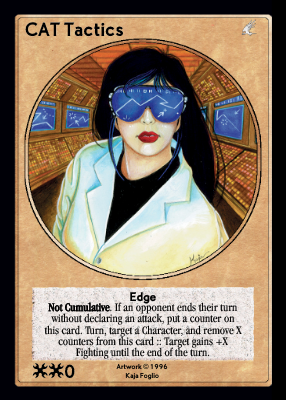 CAT Tactics
Edge
Not Cumulative. If an opponent ends their turn
without declaring an attack, put a counter on
this card. Turn, target a Character, and remove X
counters from this card :: Target gains +X
Fighting until the end of the turn.
Artwork © 1996
Kaja Foglio
0